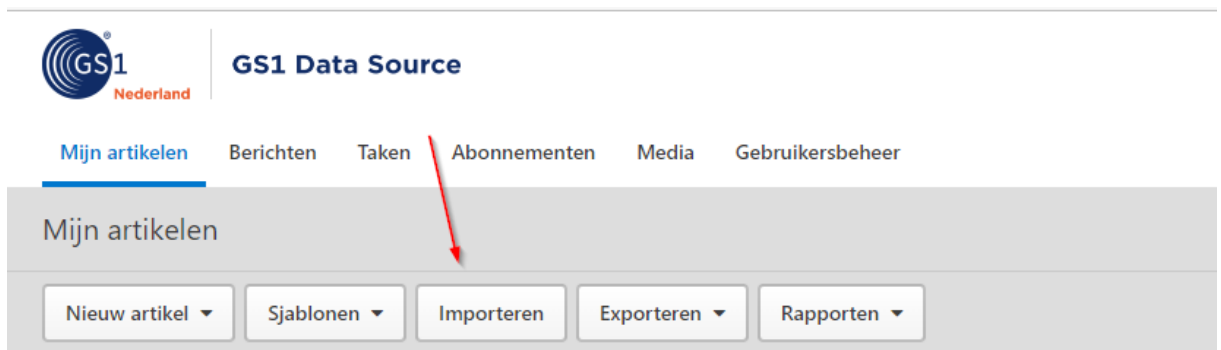 GS1
Nederland
GS1 Data Source
Mijn artikelen Berichten Taken Abonnementen Media Gebruikersbeheer
Mijn artikelen
Nieuw artikel Sjablonen Importeren Exporteren Rapporten